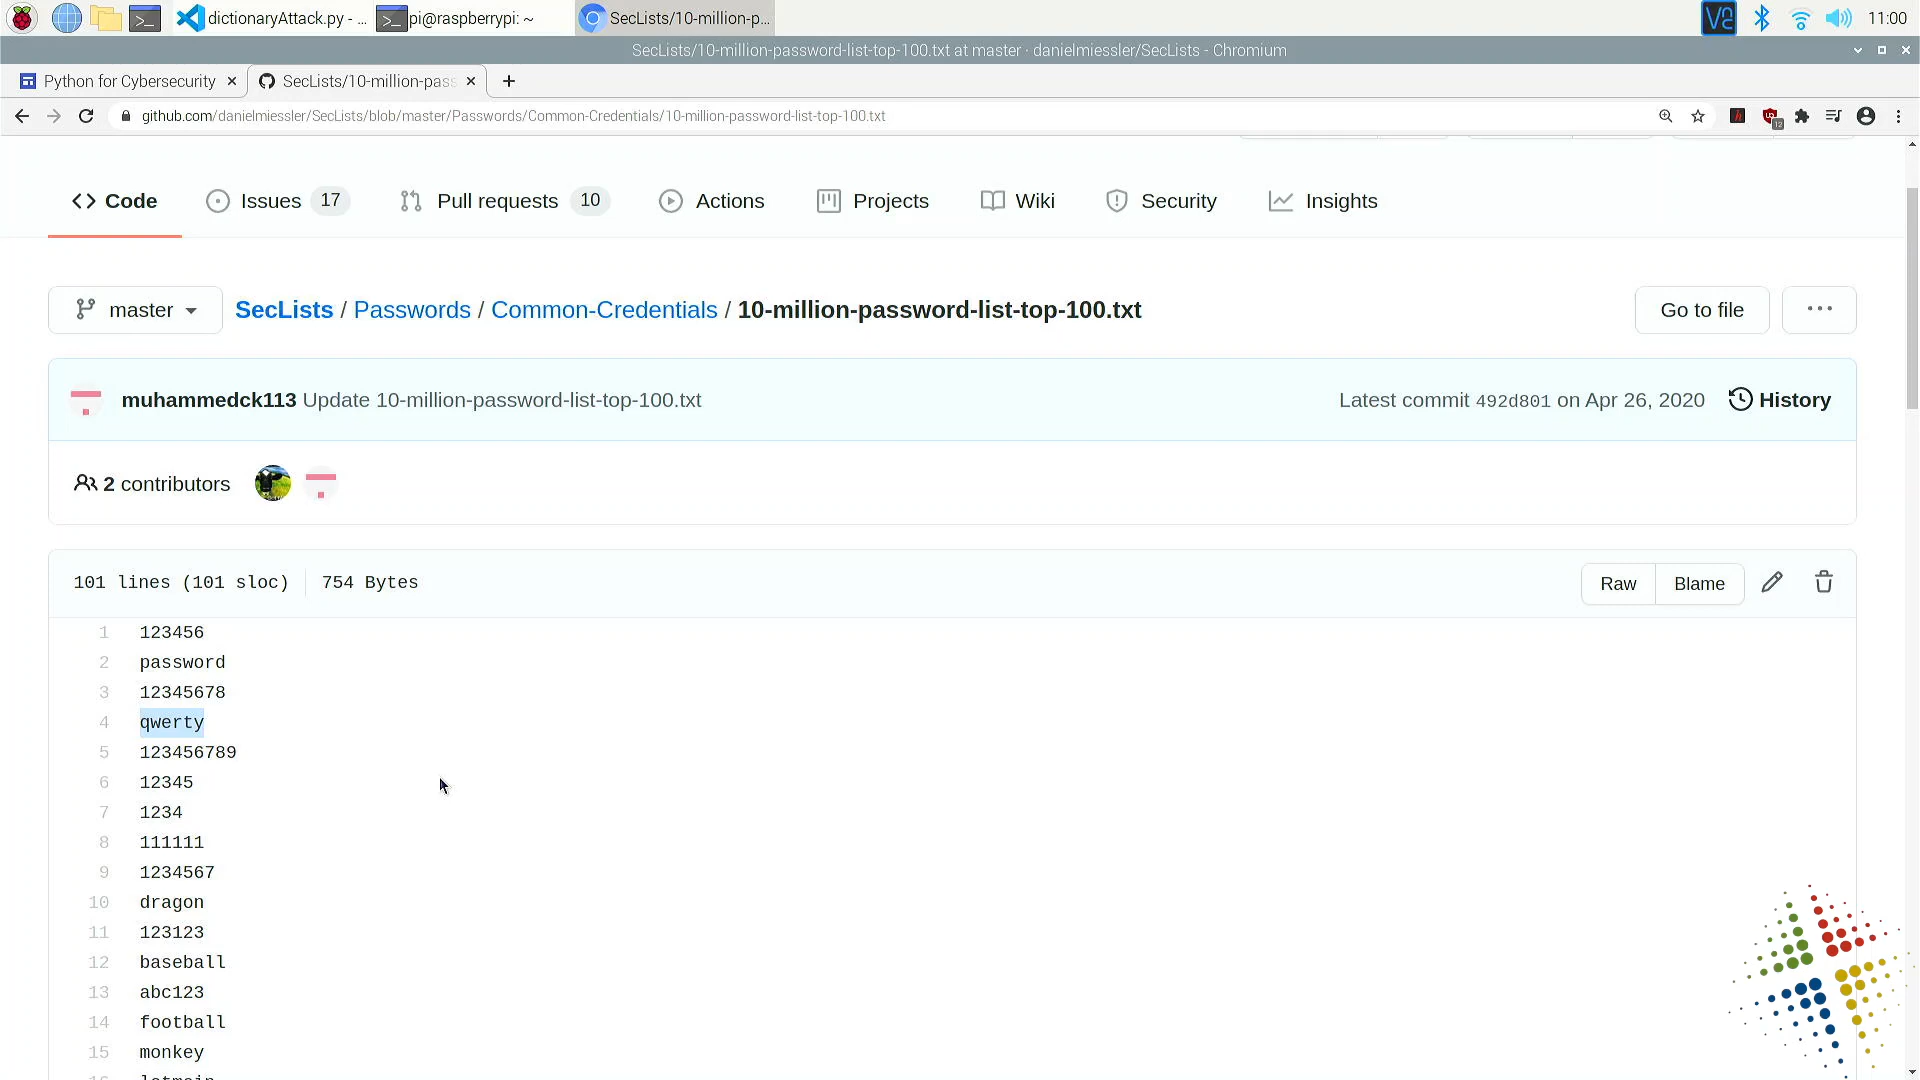 dictionaryAttack.py - ...
pi@raspberrypi: ~
SecLists/10-million-p...
11:00
SecLists/10-million-password-list-top-100.txt at master · danielmiessler/SecLists - Chromium
Python for Cybersecurity
SecLists/10-million-pass
github.com/danielmiessler/SecLists/blob/master/Passwords/Common-Credentials/10-million-password-list-top-100.txt
12
<> Code
Issues 17
Pull requests 10
Actions
Projects
Wiki
Security
Insights
master
SecLists / Passwords / Common-Credentials / 10-million-password-list-top-100.txt
Go to file
...
muhammedck113 Update 10-million-password-list-top-100.txt
Latest commit 492d801 on Apr 26, 2020
History
2 contributors
101 lines (101 sloc) 754 Bytes
Raw
Blame
1 123456
2 password
3 12345678
4 qwerty
5 123456789
6 12345
7 1234
8 111111
9 1234567
10 dragon
11 123123
12 baseball
13 abc123
14 football
15 monkey